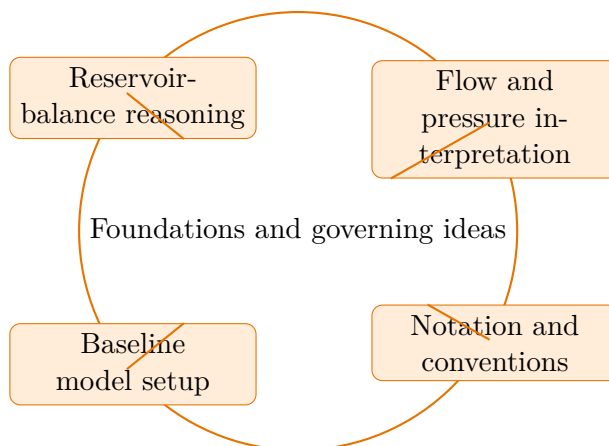 Reservoir-
balance reasoning
Flow and
pressure in-
terpretation
Foundations and governing ideas
Baseline
model setup
Notation and
conventions